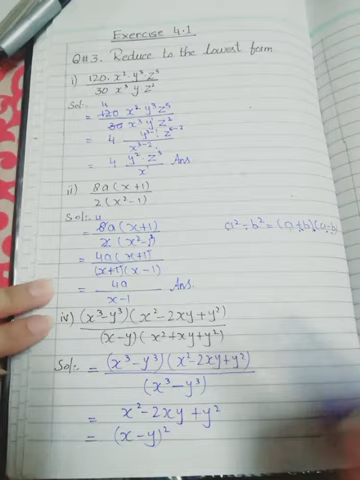 Exercise 4.1
Q#3. Reduce to the lowest form
i) 120. x². y³ z⁵ / 30 x³ y z²
Sol:
= 4 120 x² y³ z⁵ / 30 x³ y z²
= 4. y³⁻¹ z⁵⁻² / x³⁻²
= 4 y². z³ / x Ans
ii) 8a(x+1) / 2(x²-1)
Sol:-
= 4 8a(x+1) / 2(x²-1²) a²-b² = (a+b)(a-b)
= 4a(x+1) / (x+1)(x-1)
= 4a / x-1 Ans.
iv) (x³-y³)(x²-2xy+y²) / (x-y)(x²+xy+y²)
Sol:- = (x³-y³)(x²-2xy+y²) / (x³-y³)
= x²-2xy+y²
= (x-y)²